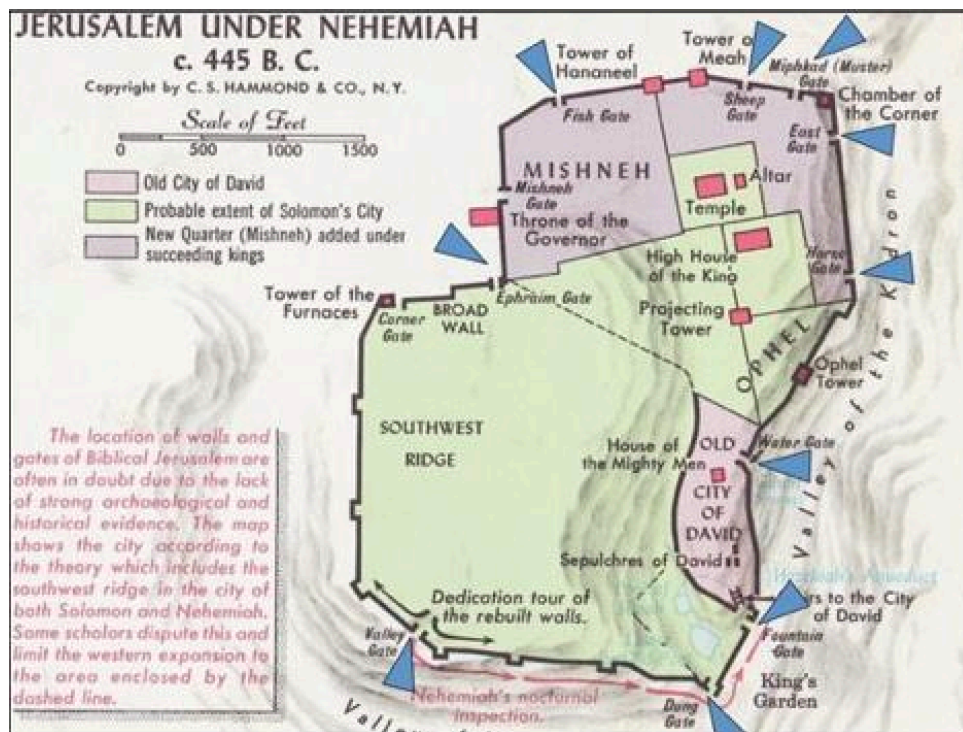 JERUSALEM UNDER NEHEMIAH
c. 445 B. C.
Copyright by C. S. HAMMOND & CO., N. Y.
Scale of Feet
0 500 1000 1500
Old City of David
Probable extent of Solomon's City
New Quarter (Mishneh) added under
succeeding kings
Tower of
Hananeel
Tower o
Meah
Miphkad (Muster)
Gate
Chamber of
the Corner
Fish Gate
Sheep
Gate
East
Gate
MISHNEH
Mishneh
Gate
Throne of the
Governor
Altar
Temple
High House
of the King
Horse
Gate
Tower of the
Furnaces
Corner
Gate
BROAD
WALL
Ephraim Gate
Projecting
Tower
OPHEL
Ophel
Tower
Valley of the Kidron
SOUTHWEST
RIDGE
House of
the Mighty Men
OLD
CITY
OF
DAVID
Water Gate
Sepulchres of David
Hezekiah's Aqueduct
irs to the City
of David
Fountain
Gate
King's
Garden
Dung
Gate
Dedication tour of
the rebuilt walls.
Valley
Gate
Nehemiah's nocturnal
inspection.
Valley of
The location of walls and
gates of Biblical Jerusalem are
often in doubt due to the lack
of strong archaeological and
historical evidence. The map
shows the city according to
the theory which includes the
southwest ridge in the city of
both Solomon and Nehemiah.
Some scholars dispute this and
limit the western expansion to
the area enclosed by the
dashed line.